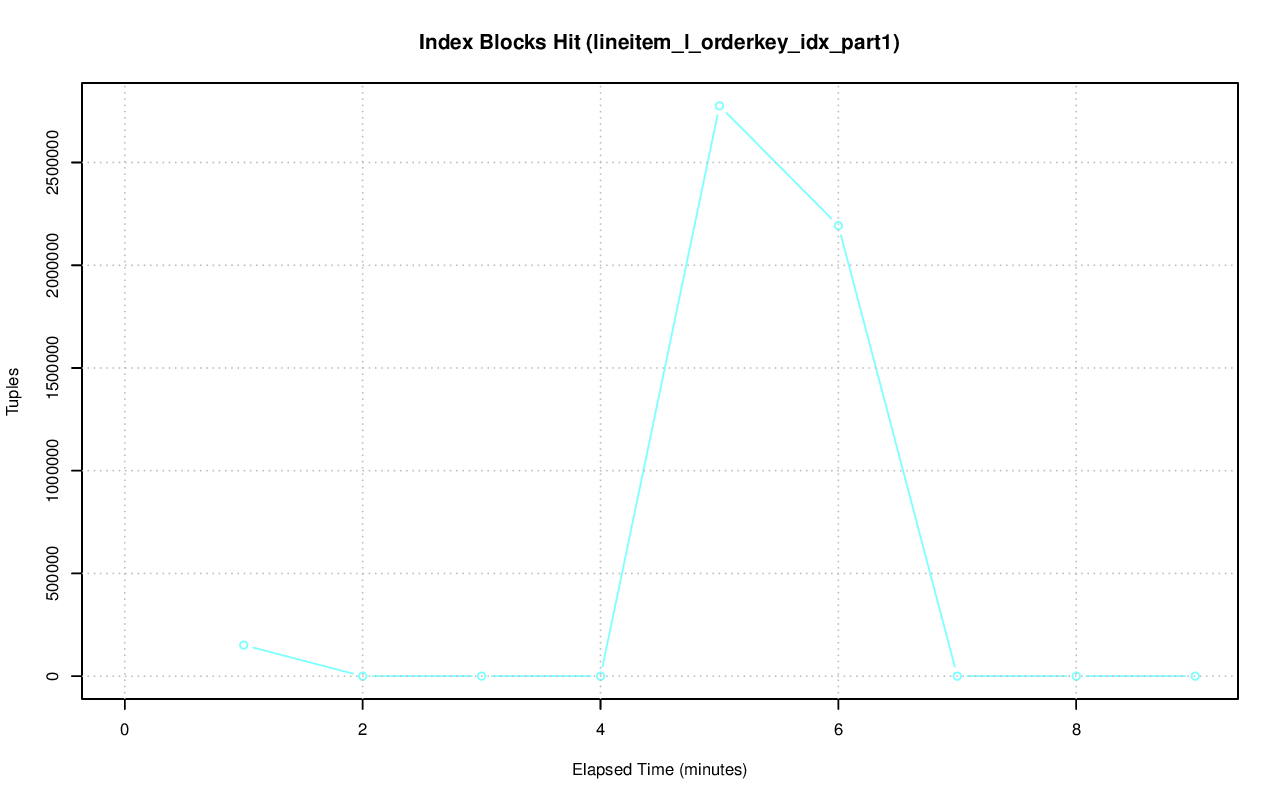 Index Blocks Hit (lineitem_l_orderkey_idx_part1)
Tuples
2500000
2000000
1500000
1000000
500000
0
0 2 4 6 8
Elapsed Time (minutes)